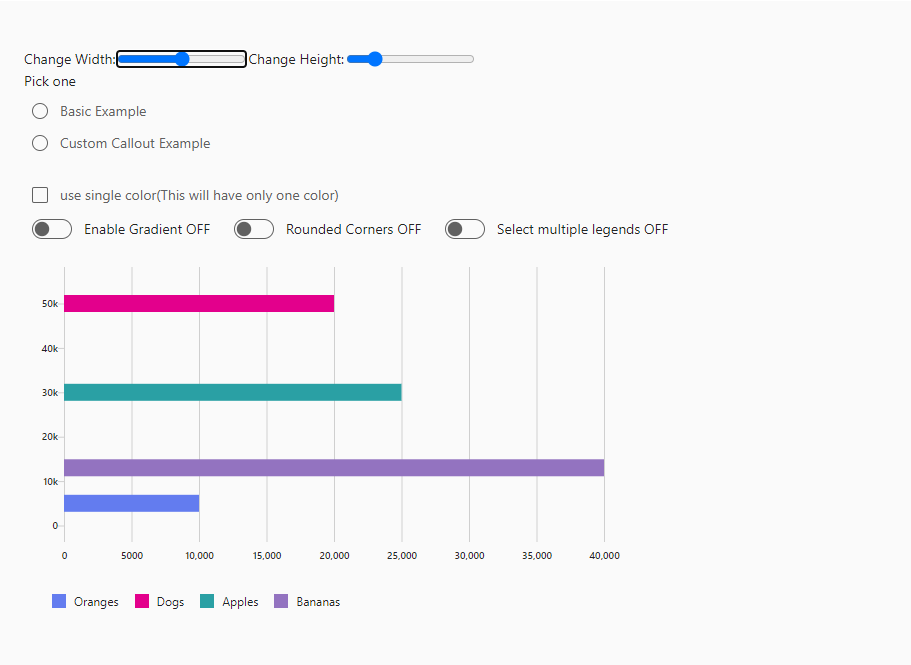 Change Width: Change Height:
Pick one
Basic Example
Custom Callout Example
use single color(This will have only one color)
Enable Gradient OFF Rounded Corners OFF Select multiple legends OFF
50k
40k
30k
20k
10k
0
0 5000 10,000 15,000 20,000 25,000 30,000 35,000 40,000
Oranges Dogs Apples Bananas